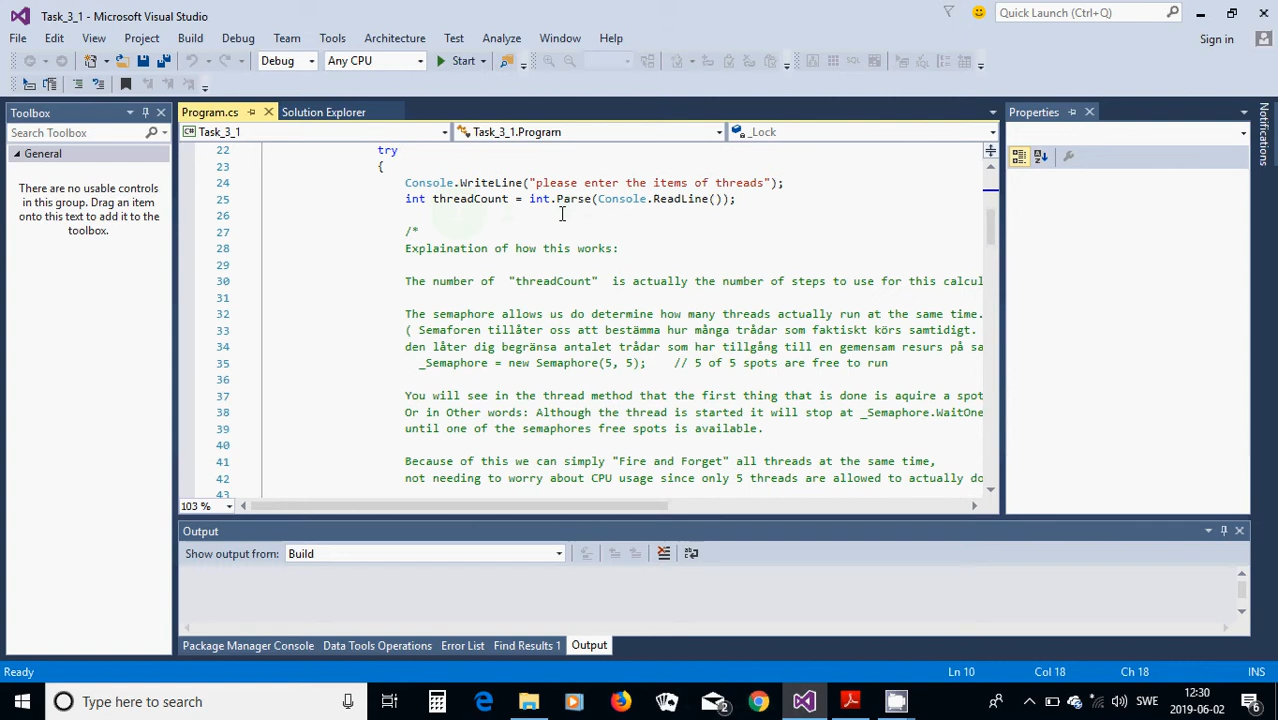 Task_3_1 - Microsoft Visual Studio
Quick Launch (Ctrl+Q)
File Edit View Project Build Debug Team Tools Architecture Test Analyze Window Help
Sign in
Debug Any CPU Start
Toolbox
Search Toolbox
General
There are no usable controls
in this group. Drag an item
onto this text to add it to the
toolbox.
Program.cs Solution Explorer
Task_3_1 Task_3_1.Program _Lock
22 try
23 {
24 Console.WriteLine("please enter the items of threads");
25 int threadCount = int.Parse(Console.ReadLine());
26
27 /*
28 Explaination of how this works:
29
30 The number of "threadCount" is actually the number of steps to use for this calcul
31
32 The semaphore allows us do determine how many threads actually run at the same time.
33 ( Semaforen tillåter oss att bestämma hur många trådar som faktiskt körs samtidigt.
34 den låter dig begränsa antalet trådar som har tillgång till en gemensam resurs på sa
35 _Semaphore = new Semaphore(5, 5); // 5 of 5 spots are free to run
36
37 You will see in the thread method that the first thing that is done is aquire a spot
38 Or in Other words: Although the thread is started it will stop at _Semaphore.WaitOne
39 until one of the semaphores free spots is available.
40
41 Because of this we can simply "Fire and Forget" all threads at the same time,
42 not needing to worry about CPU usage since only 5 threads are allowed to actually do
43
103 %
Properties
Notifications
Output
Show output from: Build
Package Manager Console Data Tools Operations Error List Find Results 1 Output
Ready Ln 10 Col 18 Ch 18 INS
Type here to search
2
SWE
12:30
2019-06-02
6